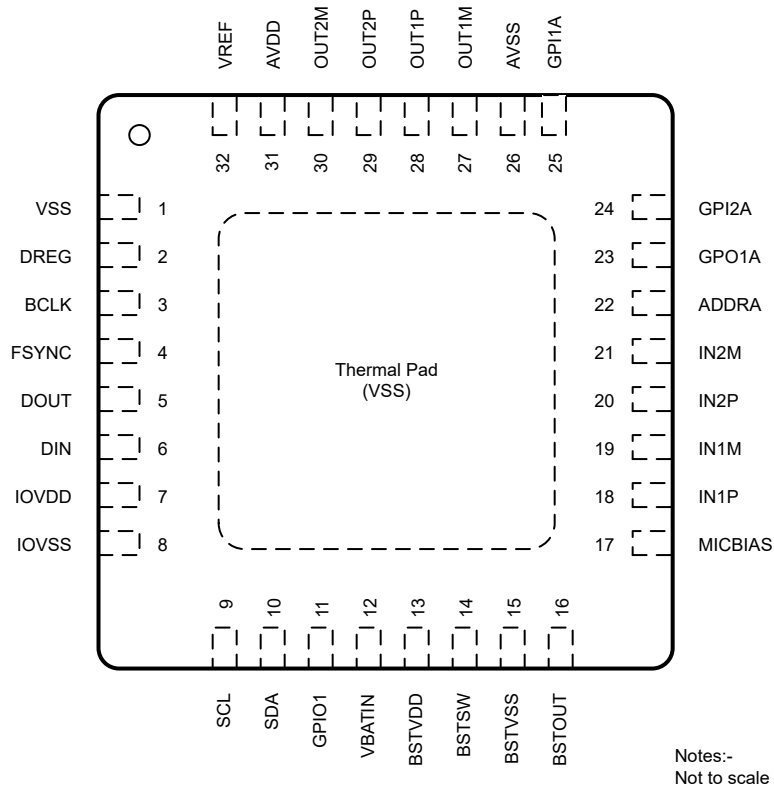 VREF
AVDD
OUT2M
OUT2P
OUT1P
OUT1M
AVSS
GPI1A
32
31
30
29
28
27
26
25
VSS 1
DREG 2
BCLK 3
FSYNC 4
DOUT 5
DIN 6
IOVDD 7
IOVSS 8
Thermal Pad
(VSS)
24 GPI2A
23 GPO1A
22 ADDRA
21 IN2M
20 IN2P
19 IN1M
18 IN1P
17 MICBIAS
9
10
11
12
13
14
15
16
SCL
SDA
GPIO1
VBATIN
BSTVDD
BSTSW
BSTVSS
BSTOUT
Notes:-
Not to scale